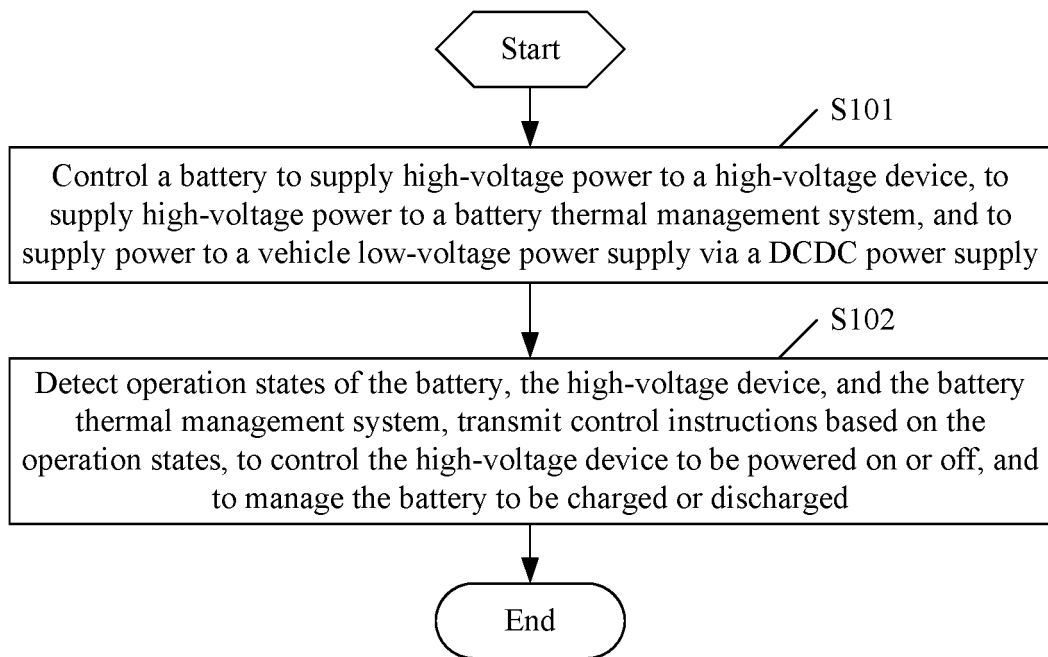 Start
S101
Control a battery to supply high-voltage power to a high-voltage device, to
supply high-voltage power to a battery thermal management system, and to
supply power to a vehicle low-voltage power supply via a DCDC power supply
S102
Detect operation states of the battery, the high-voltage device, and the battery
thermal management system, transmit control instructions based on the
operation states, to control the high-voltage device to be powered on or off, and
to manage the battery to be charged or discharged
End